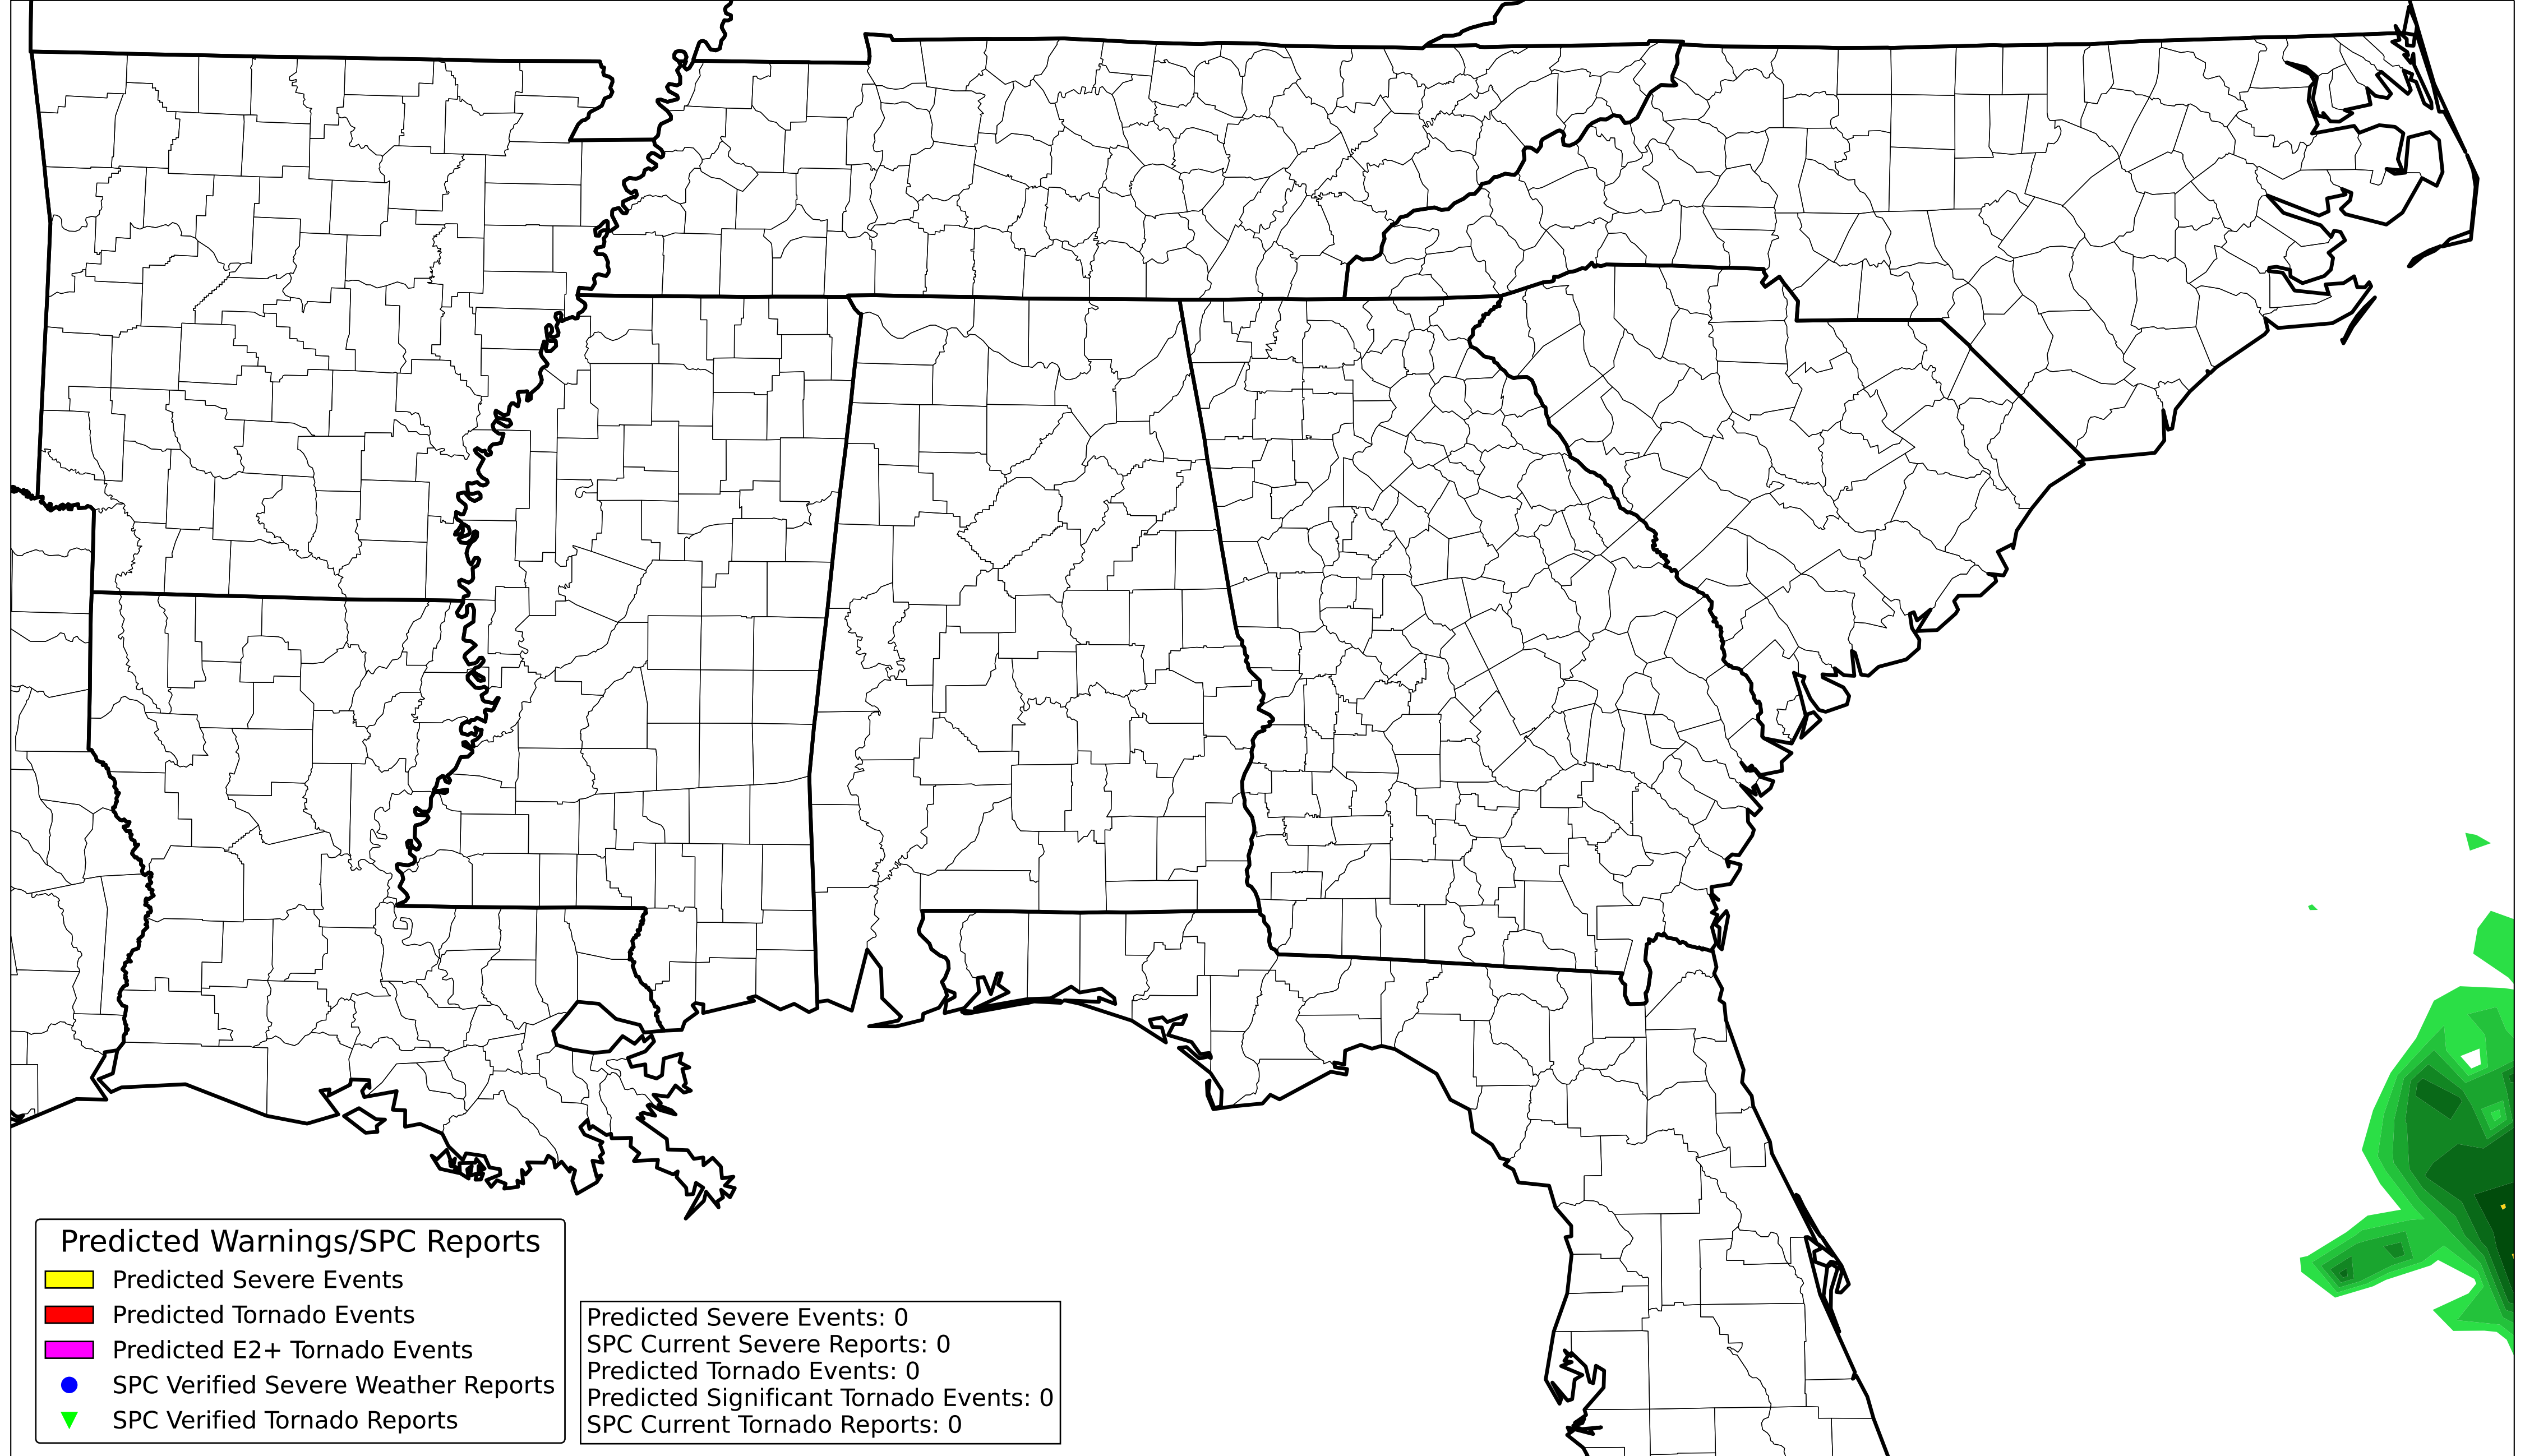 Predicted Warnings/SPC Reports
Predicted Severe Events
Predicted Tornado Events
Predicted E2+ Tornado Events
SPC Verified Severe Weather Reports
SPC Verified Tornado Reports
Predicted Severe Events: 0
SPC Current Severe Reports: 0
Predicted Tornado Events: 0
Predicted Significant Tornado Events: 0
SPC Current Tornado Reports: 0